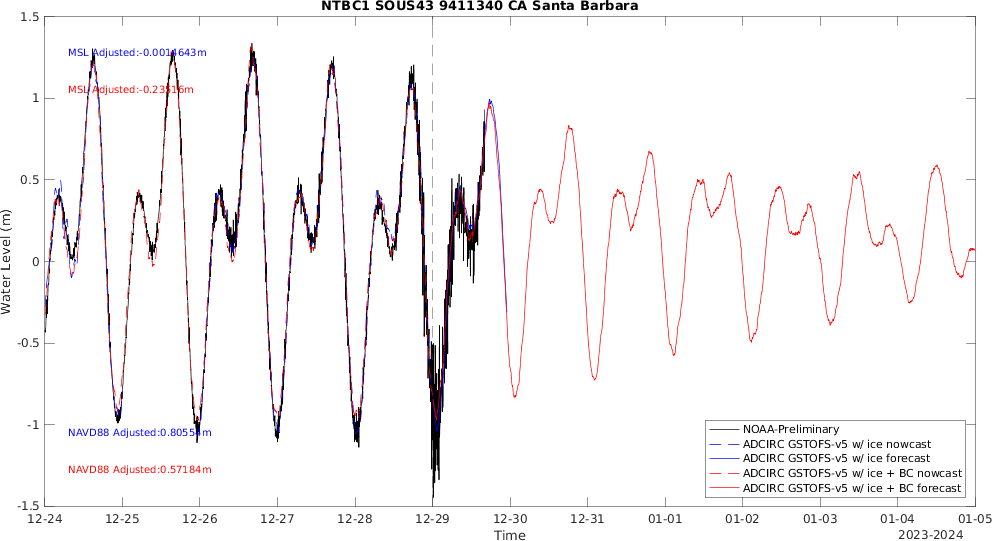 NTBC1 SOUS43 9411340 CA Santa Barbara
1.5
1
0.5
0
-0.5
-1
-1.5
Water Level (m)
MSL Adjusted:-0.0014643m
MSL Adjusted:-0.23516m
NAVD88 Adjusted:
NAVD88 Adjusted:0.57184m
NOAA-Preliminary
ADCIRC GSTOFS-v5 w/ ice nowcast
ADCIRC GSTOFS-v5 w/ ice forecast
ADCIRC GSTOFS-v5 w/ ice + BC nowcast
ADCIRC GSTOFS-v5 w/ ice + BC forecast
12-24 12-25 12-26 12-27 12-28 12-29 12-30 12-31 01-01 01-02 01-03 01-04 01-05
Time
2023-2024